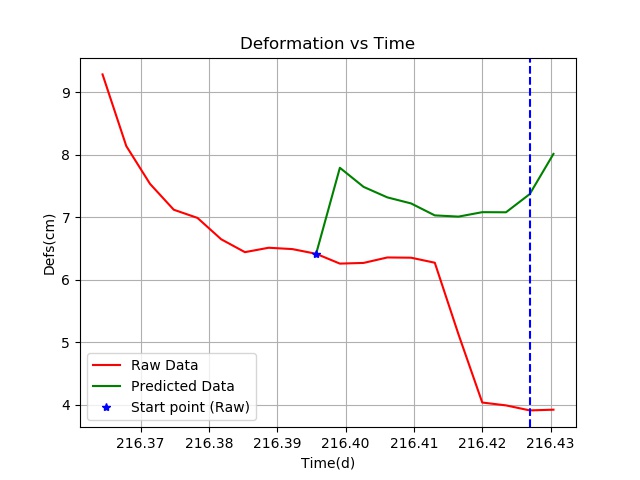 Deformation vs Time
Defs(cm)
9
8
7
6
5
4
Raw Data
Predicted Data
Start point (Raw)
216.37 216.38 216.39 216.40 216.41 216.42 216.43
Time(d)